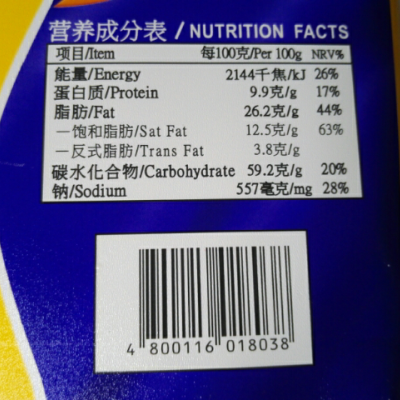 营养成分表 / NUTRITION FACTS
项目/Item 每100克/Per 100g NRV%
能量/Energy 2144千焦/kJ 26%
蛋白质/Protein 9.9克/g 17%
脂肪/Fat 26.2克/g 44%
—饱和脂肪/Sat Fat 12.5克/g 63%
—反式脂肪/Trans Fat 3.8克/g
碳水化合物/Carbohydrate 59.2克/g 20%
钠/Sodium 557毫克/mg 28%
4 800116 018038